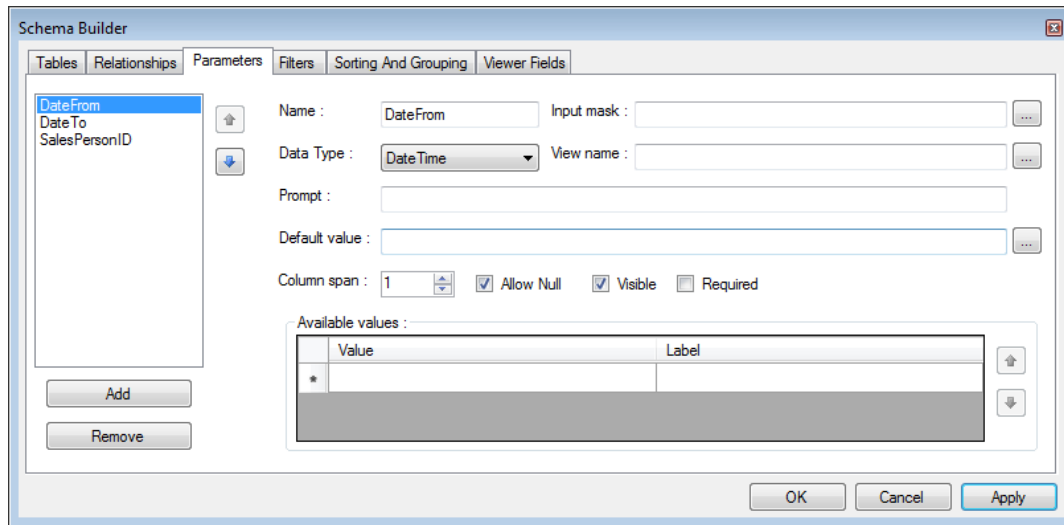 Schema Builder
Tables Relationships Parameters Filters Sorting And Grouping Viewer Fields
DateFrom
DateTo
SalesPersonID
Name : DateFrom Input mask : ...
Data Type : DateTime View name : ...
Prompt :
Default value : ...
Column span : 1 Allow Null Visible Required
Available values :
Value Label
*
Add
Remove
OK Cancel Apply